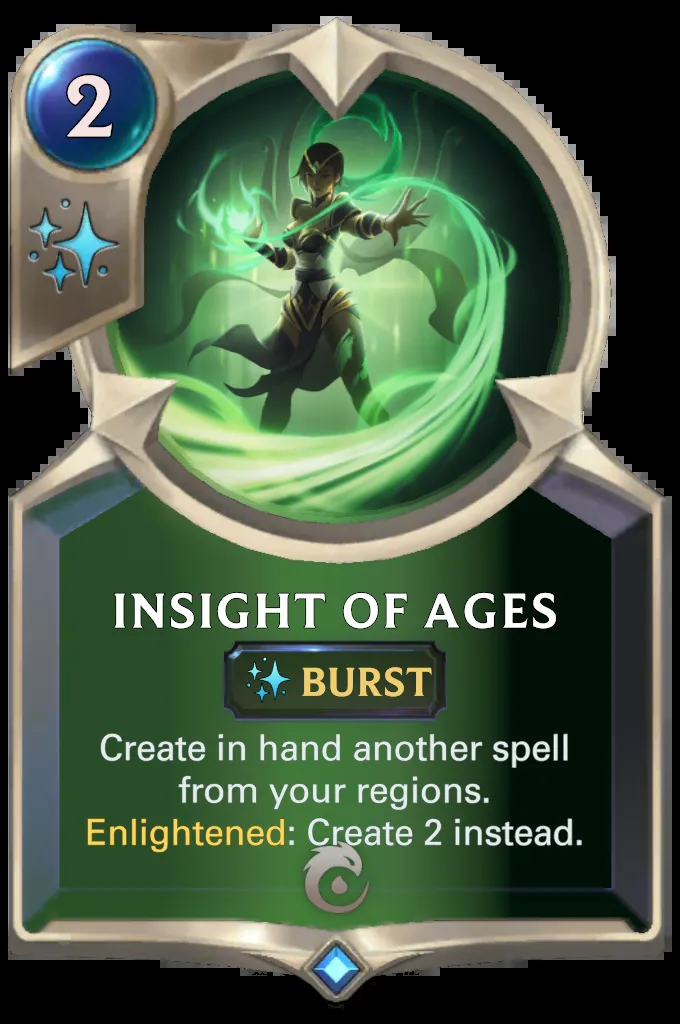 2
INSIGHT OF AGES
BURST
Create in hand another spell
from your regions.
Enlightened: Create 2 instead.